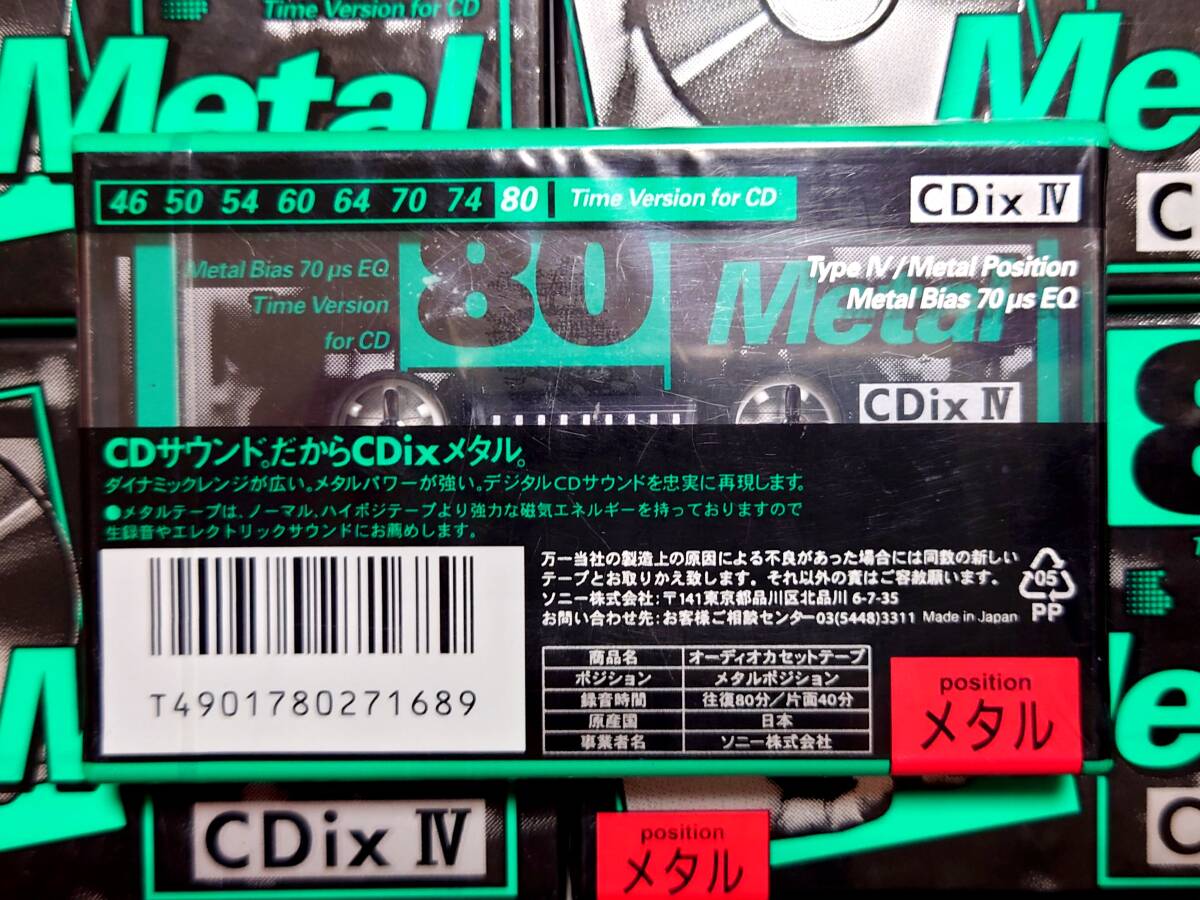 Time Version for CD
Metal
Me
46 50 54 60 64 70 74 80 Time Version for CD
CDix Ⅳ
Metal Bias 70 μs EQ
Time Version
for CD
80
Metal
Type Ⅳ/Metal Position
Metal Bias 70 μs EQ
CDix Ⅳ
CDサウンド。だからCDixメタル。
ダイナミックレンジが広い。メタルパワーが強い。デジタルCDサウンドを忠実に再現します。
●メタルテープは、ノーマル、ハイポジテープより強力な磁気エネルギーを持っておりますので
生録音やエレクトリックサウンドにお薦めします。
T4901780271689
万一当社の製造上の原因による不良があった場合には同数の新しい
テープとお取りかえ致します。それ以外の責はご容赦願います。
ソニー株式会社:〒141東京都品川区北品川 6-7-35
お問い合わせ先:お客様ご相談センター03(5448)3311 Made in Japan
05
PP
商品名 オーディオカセットテープ
ポジション メタルポジション
録音時間 往復80分/片面40分
原産国 日本
事業者名 ソニー株式会社
position
メタル
CDix Ⅳ
position
メタル